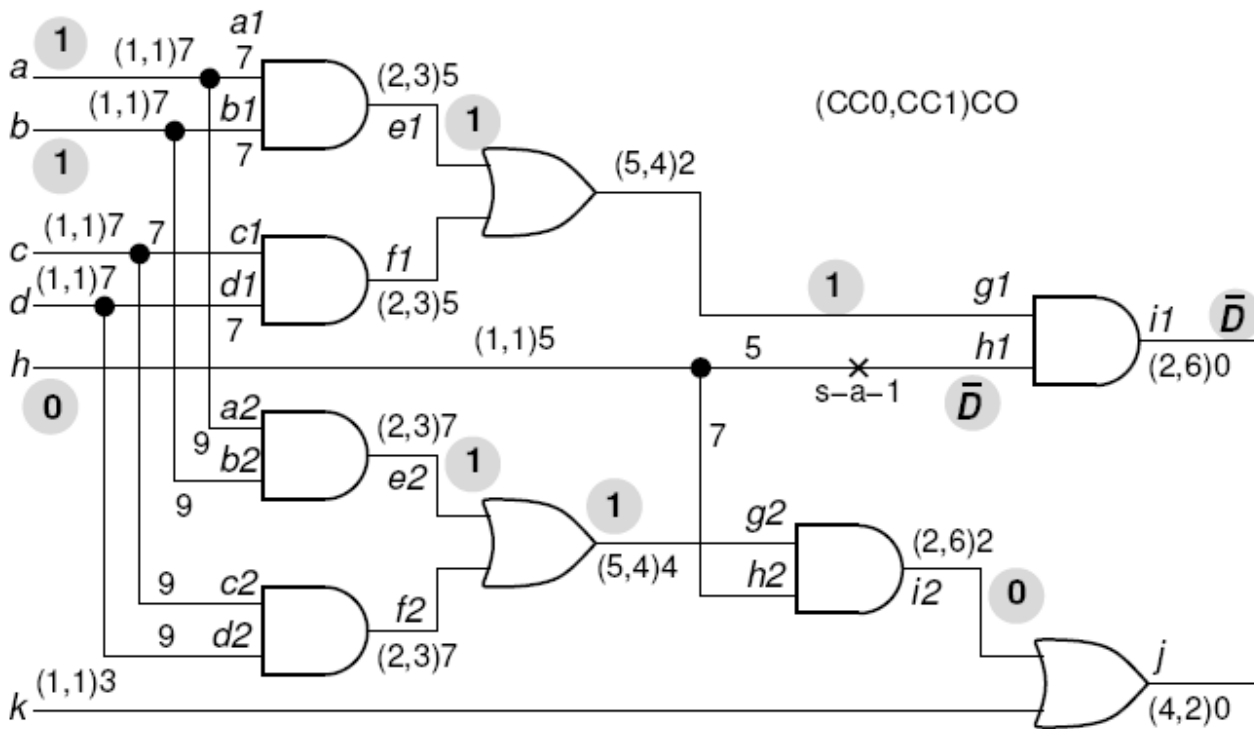 1
a1
a
(1,1)7
7
(2,3)5
(CC0,CC1)CO
b
(1,1)7
b1
7
e1
1
1
(5,4)2
c
(1,1)7
7
c1
f1
d
(1,1)7
d1
7
(2,3)5
1
g1
i1
D̅
h
(1,1)5
5
h1
(2,6)0
0
s-a-1
D̅
a2
9
(2,3)7
7
b2
9
e2
1
1
g2
(2,6)2
(5,4)4
h2
i2
0
9
c2
f2
9
d2
(2,3)7
j
k
(1,1)3
(4,2)0